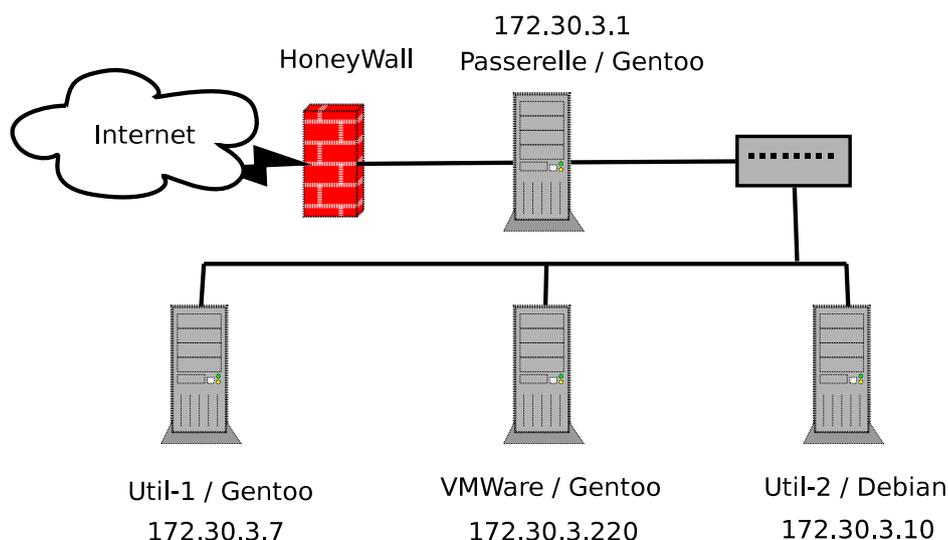 172.30.3.1
HoneyWall
Passerelle / Gentoo
Internet
Util-1 / Gentoo
172.30.3.7
VMWare / Gentoo
172.30.3.220
Util-2 / Debian
172.30.3.10